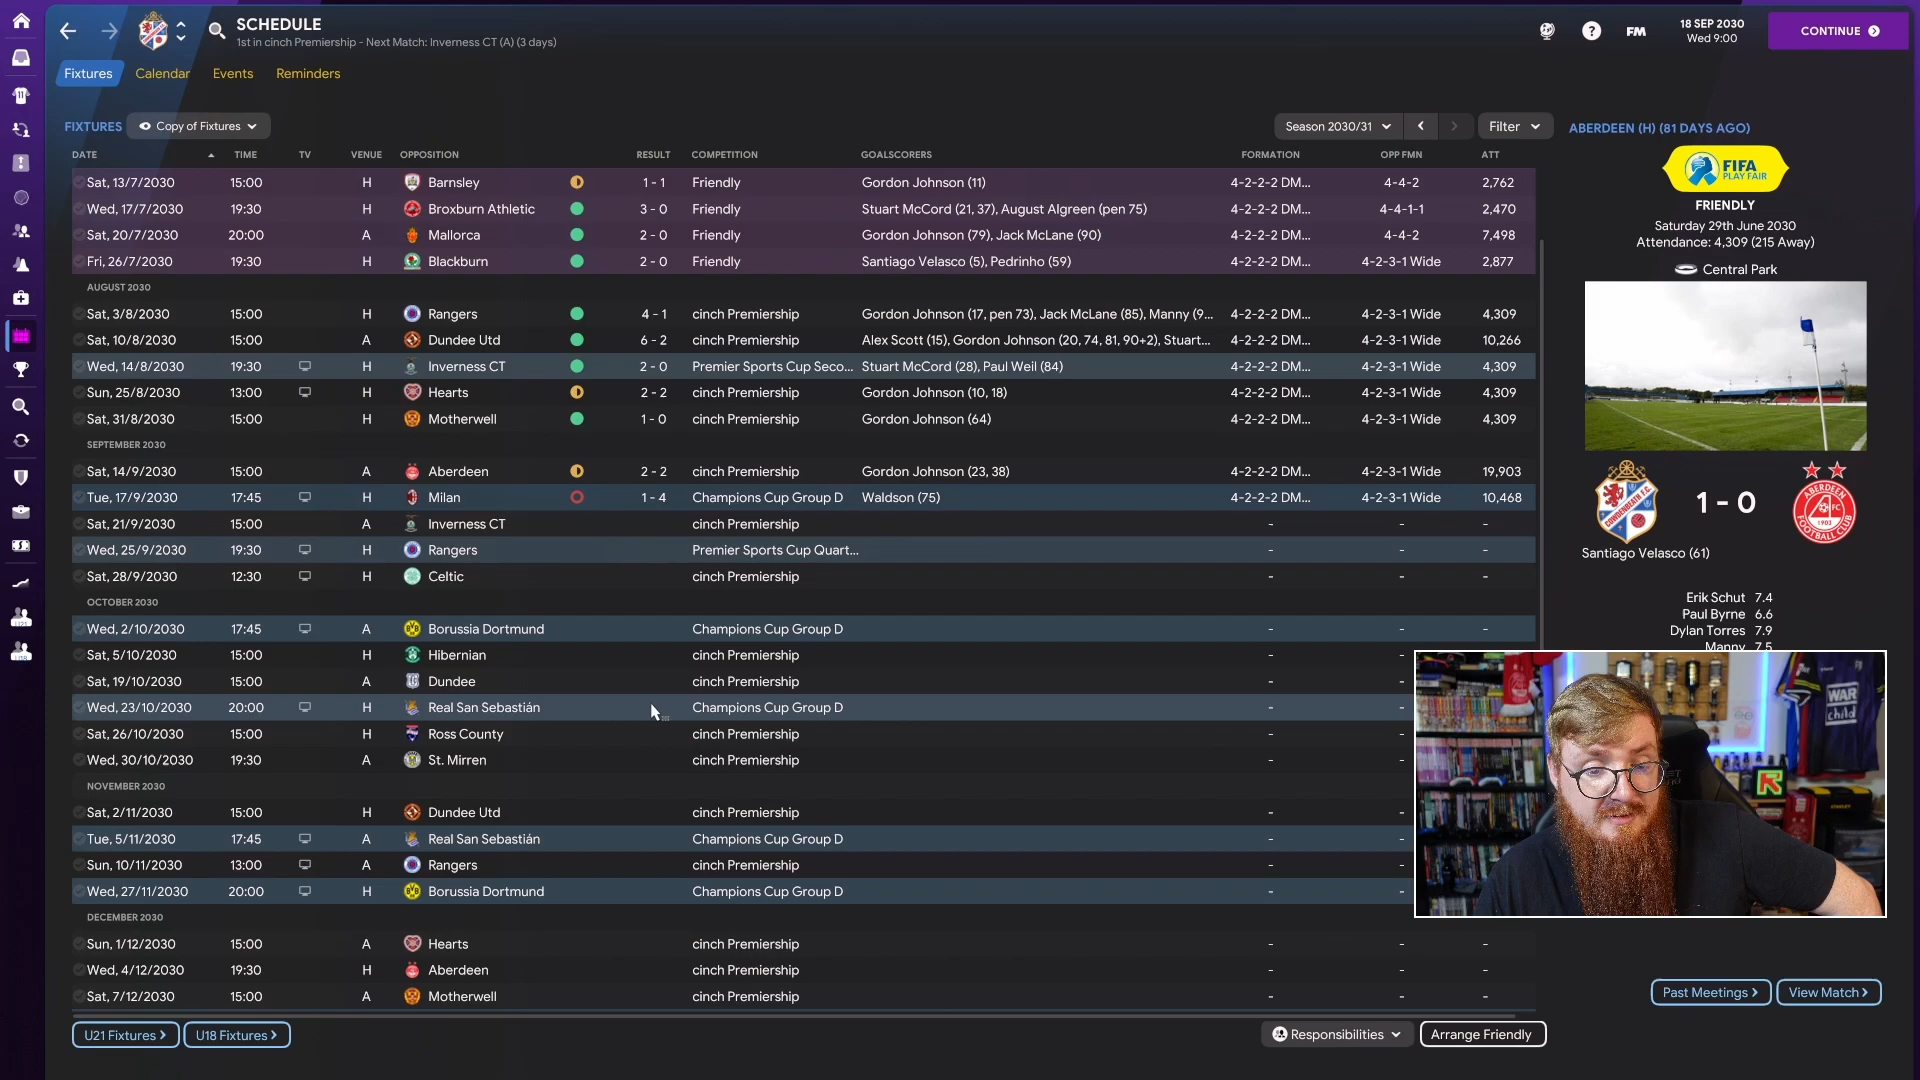 SCHEDULE
1st in cinch Premiership - Next Match: Inverness CT (A) (3 days)
FM
18 SEP 2030
Wed 9:00
CONTINUE
Fixtures Calendar Events Reminders
FIXTURES Copy of Fixtures Season 2030/31 Filter
DATE TIME TV VENUE OPPOSITION RESULT COMPETITION GOALSCORERS FORMATION OPP FMN ATT
Sat, 13/7/2030 15:00 H Barnsley 1 - 1 Friendly Gordon Johnson (11) 4-2-2-2 DM... 4-4-2 2,762
Wed, 17/7/2030 19:30 H Broxburn Athletic 3 - 0 Friendly Stuart McCord (21, 37), August Algreen (pen 75) 4-2-2-2 DM... 4-4-1-1 2,470
Sat, 20/7/2030 20:00 A Mallorca 2 - 0 Friendly Gordon Johnson (79), Jack McLane (90) 4-2-2-2 DM... 4-4-2 7,498
Fri, 26/7/2030 19:30 H Blackburn 2 - 0 Friendly Santiago Velasco (5), Pedrinho (59) 4-2-2-2 DM... 4-2-3-1 Wide 2,877
AUGUST 2030
Sat, 3/8/2030 15:00 H Rangers 4 - 1 cinch Premiership Gordon Johnson (17, pen 73), Jack McLane (85), Manny (9... 4-2-2-2 DM... 4-2-3-1 Wide 4,309
Sat, 10/8/2030 15:00 A Dundee Utd 6 - 2 cinch Premiership Alex Scott (15), Gordon Johnson (20, 74, 81, 90+2), Stuart... 4-2-2-2 DM... 4-2-3-1 Wide 10,266
Wed, 14/8/2030 19:30 H Inverness CT 2 - 0 Premier Sports Cup Seco... Stuart McCord (28), Paul Weil (84) 4-2-2-2 DM... 4-2-3-1 Wide 4,309
Sun, 25/8/2030 13:00 H Hearts 2 - 2 cinch Premiership Gordon Johnson (10, 18) 4-2-2-2 DM... 4-2-3-1 Wide 4,309
Sat, 31/8/2030 15:00 H Motherwell 1 - 0 cinch Premiership Gordon Johnson (64) 4-2-2-2 DM... 4-2-3-1 Wide 4,309
SEPTEMBER 2030
Sat, 14/9/2030 15:00 A Aberdeen 2 - 2 cinch Premiership Gordon Johnson (23, 38) 4-2-2-2 DM... 4-2-3-1 Wide 19,903
Tue, 17/9/2030 17:45 H Milan 1 - 4 Champions Cup Group D Waldson (75) 4-2-2-2 DM... 4-2-3-1 Wide 10,468
Sat, 21/9/2030 15:00 A Inverness CT cinch Premiership - - -
Wed, 25/9/2030 19:30 H Rangers Premier Sports Cup Quart... - - -
Sat, 28/9/2030 12:30 H Celtic cinch Premiership - - -
OCTOBER 2030
Wed, 2/10/2030 17:45 A Borussia Dortmund Champions Cup Group D - - -
Sat, 5/10/2030 15:00 H Hibernian cinch Premiership - -
Sat, 19/10/2030 15:00 A Dundee cinch Premiership - -
Wed, 23/10/2030 20:00 H Real San Sebastián Champions Cup Group D - -
Sat, 26/10/2030 15:00 H Ross County cinch Premiership - -
Wed, 30/10/2030 19:30 A St. Mirren cinch Premiership - -
NOVEMBER 2030
Sat, 2/11/2030 15:00 H Dundee Utd cinch Premiership - -
Tue, 5/11/2030 17:45 A Real San Sebastián Champions Cup Group D - -
Sun, 10/11/2030 13:00 A Rangers cinch Premiership - -
Wed, 27/11/2030 20:00 H Borussia Dortmund Champions Cup Group D - -
DECEMBER 2030
Sun, 1/12/2030 15:00 A Hearts cinch Premiership - - -
Wed, 4/12/2030 19:30 H Aberdeen cinch Premiership - - -
Sat, 7/12/2030 15:00 A Motherwell cinch Premiership - - -
U21 Fixtures U18 Fixtures Responsibilities Arrange Friendly
ABERDEEN (H) (81 DAYS AGO)
FIFA
PLAY FAIR
FRIENDLY
Saturday 29th June 2030
Attendance: 4,309 (215 Away)
Central Park
COWDENBEATH F.C.
1 - 0
ABERDEEN
FC
1903
FOOTBALL CLUB
Santiago Velasco (61)
Erik Schut 7.4
Paul Byrne 6.6
Dylan Torres 7.9
Manny 7.5
WAR
child
Past Meetings View Match